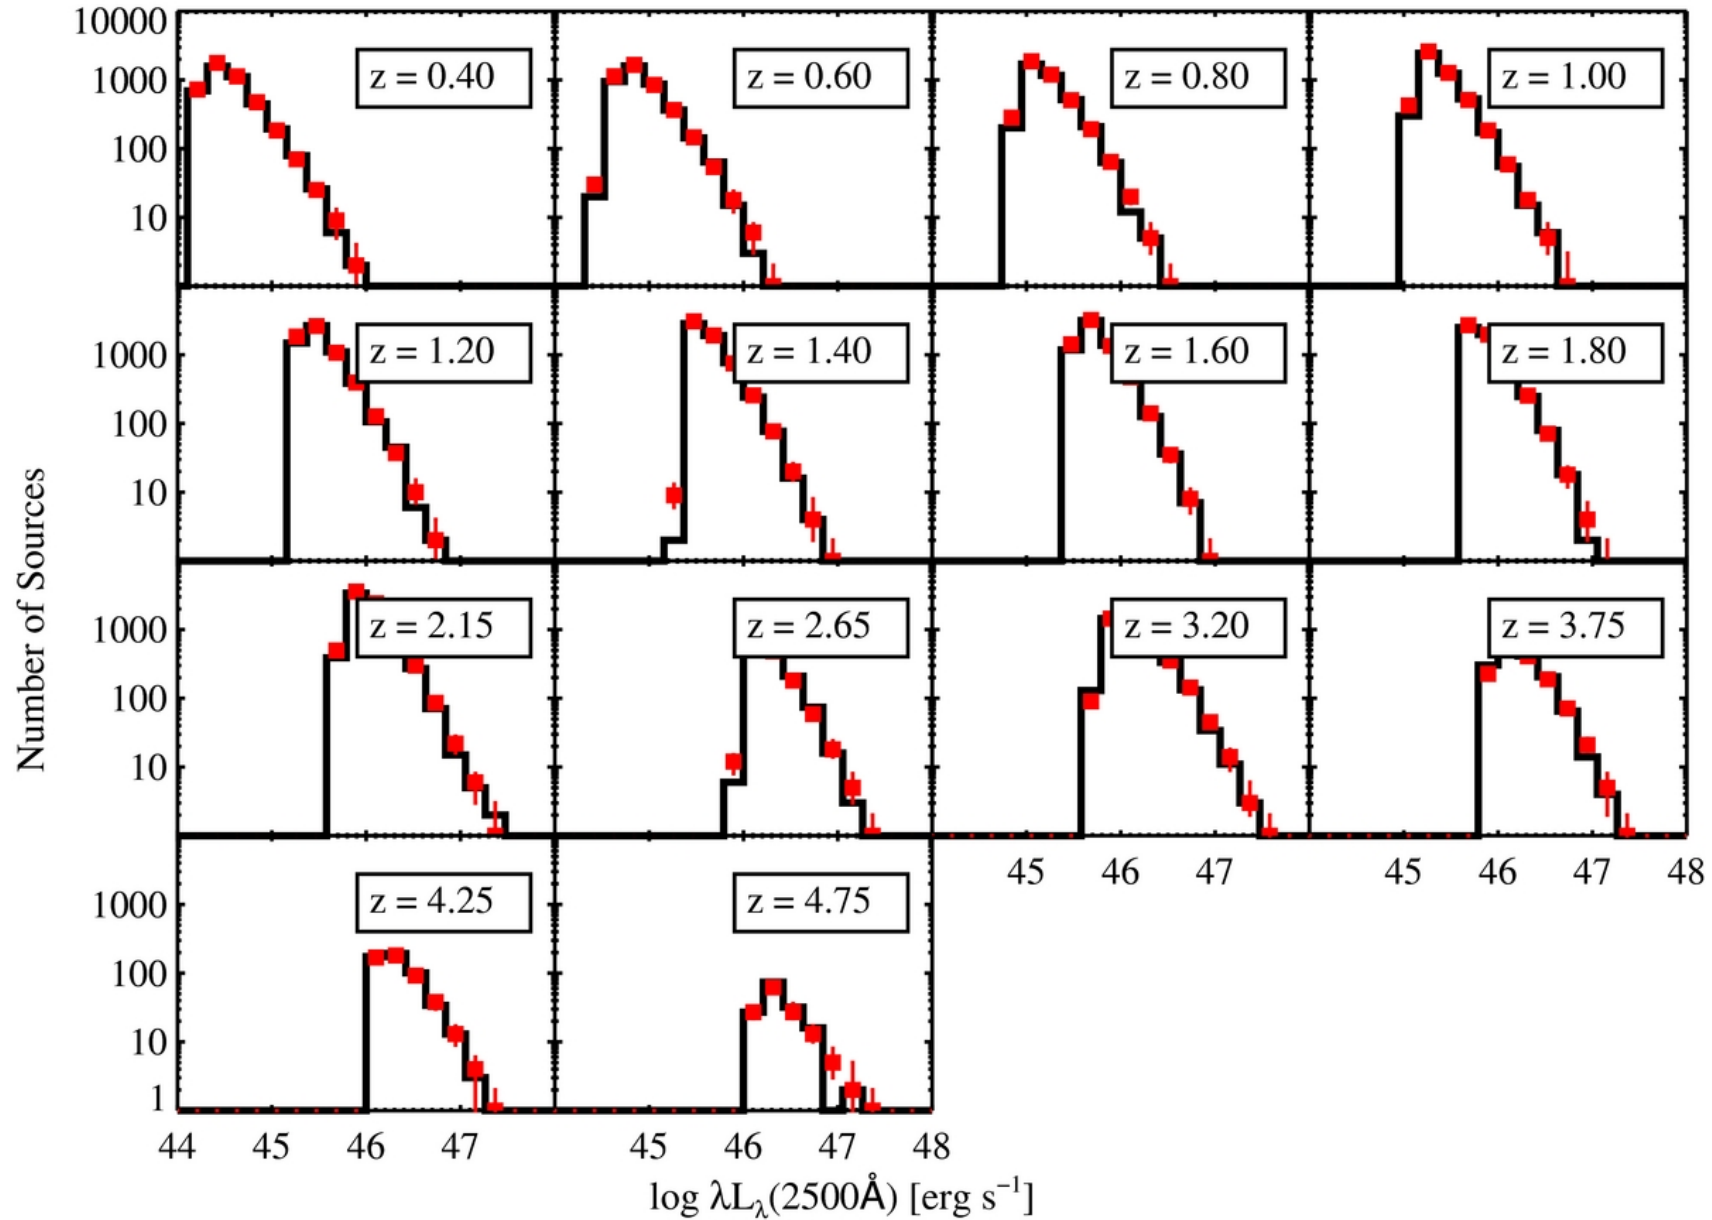 10000
1000
100
10
z = 0.40
z = 0.60
z = 0.80
z = 1.00
1000
100
10
z = 1.20
z = 1.40
z = 1.60
z = 1.80
1000
100
10
z = 2.15
z = 2.65
z = 3.20
z = 3.75
45 46 47
45 46 47 48
1000
100
10
1
z = 4.25
z = 4.75
44 45 46 47
45 46 47 48
Number of Sources
log λLλ(2500Å) [erg s⁻¹]